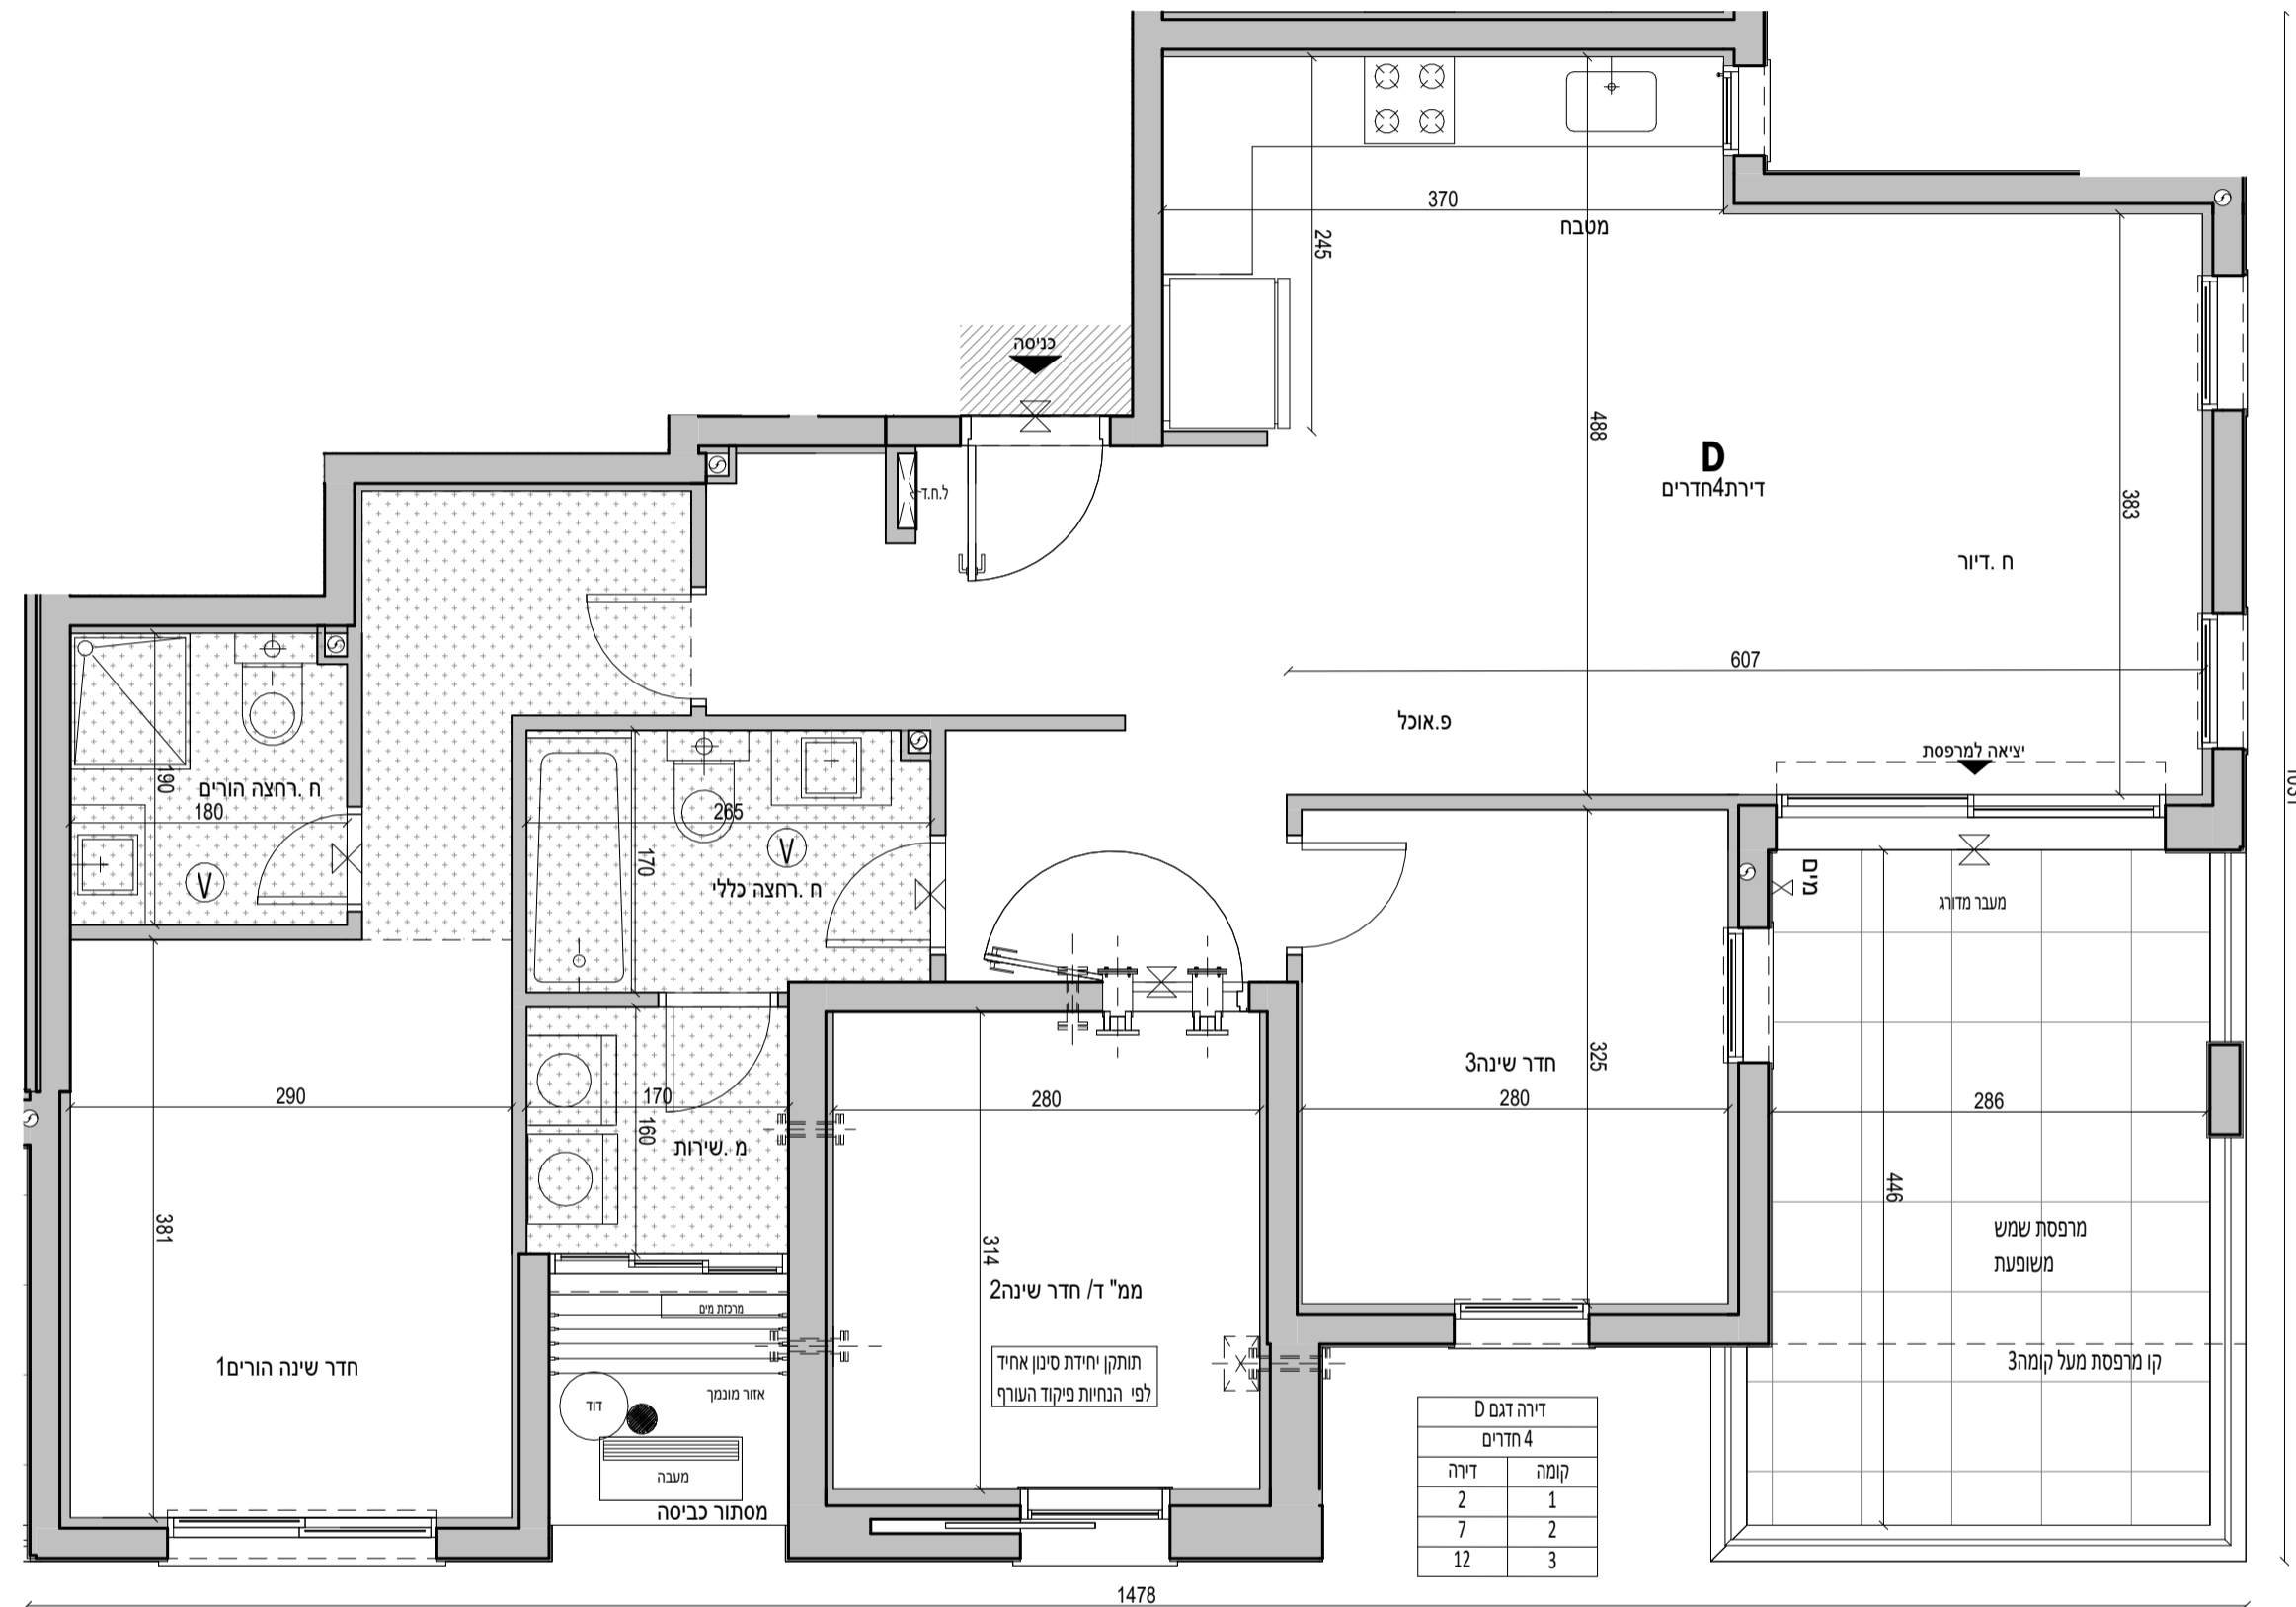 370
מטבח
245
כניסה
488
D
דירת4חדרים
383
ל.ח.ד
ח .דיור
607
פ.אוכל
יציאה למרפסת
190
ח .רחצה הורים
180
265
170
V
V
ח .רחצה כללי
מים
מעבר מדורג
290
170
160
מ .שירות
280
חדר שינה3
325
280
286
446
381
314
מרפסת שמש
משופעת
ממ" ד/ חדר שינה2
מרכזת מים
חדר שינה הורים1
תותקן יחידת סינון אחיד
לפי הנחיות פיקוד העורף
קו מרפסת מעל קומה3
אזור מונמך
דוד
מעבה
מסתור כביסה
דירה דגם D
4 חדרים
קומה דירה
1 2
2 7
3 12
1478